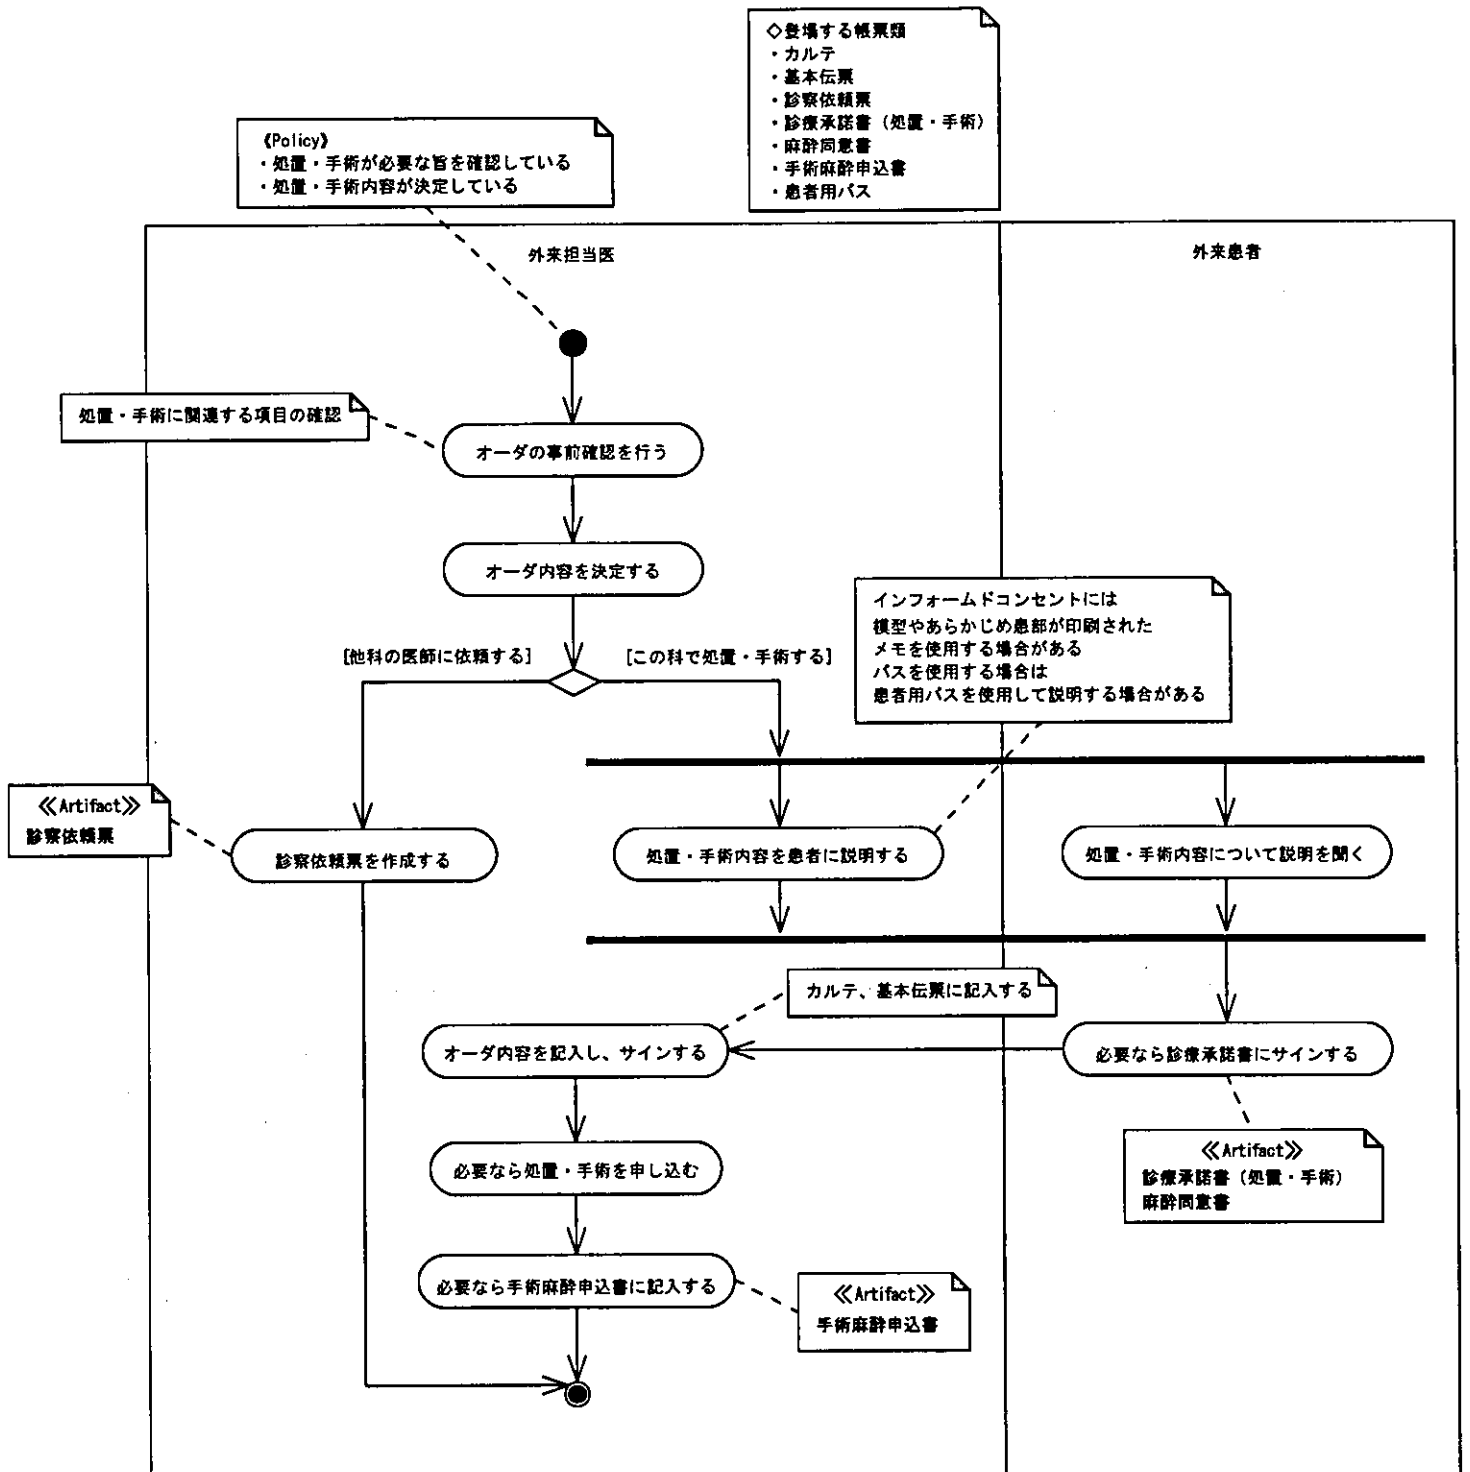 ◇登場する帳票類
・カルテ
・基本伝票
・診察依頼票
・診療承諾書（処置・手術）
・麻酔同意書
・手術麻酔申込書
・患者用パス
《Policy》
・処置・手術が必要な旨を確認している
・処置・手術内容が決定している
外来担当医
外来患者
処置・手術に関連する項目の確認
オーダの事前確認を行う
オーダ内容を決定する
インフォームドコンセントには
模型やあらかじめ患部が印刷された
メモを使用する場合がある
パスを使用する場合は
患者用パスを使用して説明する場合がある
[他科の医師に依頼する]
[この科で処置・手術する]
≪Artifact≫
診察依頼票
診察依頼票を作成する
処置・手術内容を患者に説明する
処置・手術内容について説明を聞く
カルテ、基本伝票に記入する
オーダ内容を記入し、サインする
必要なら診療承諾書にサインする
≪Artifact≫
診療承諾書（処置・手術）
麻酔同意書
必要なら処置・手術を申し込む
必要なら手術麻酔申込書に記入する
≪Artifact≫
手術麻酔申込書